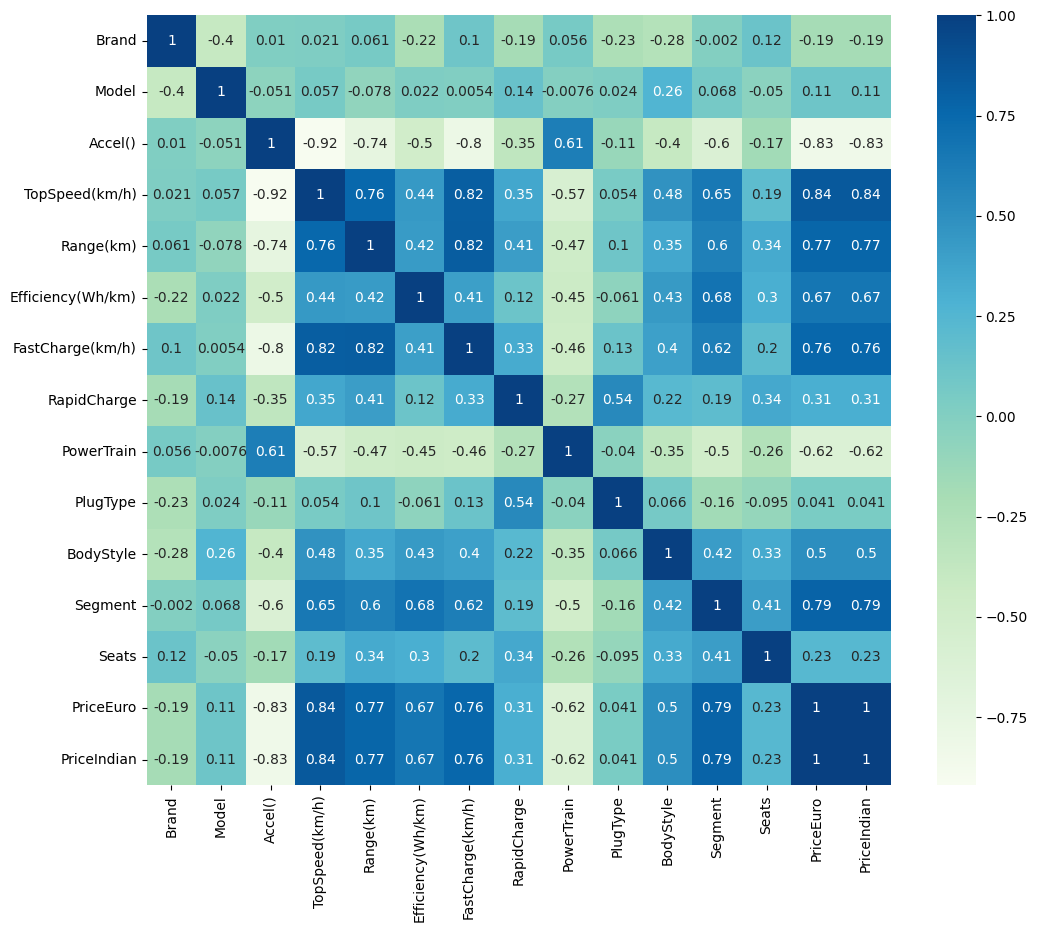 Brand 1 -0.4 0.01 0.021 0.061 -0.22 0.1 -0.19 0.056 -0.23 -0.28 -0.002 0.12 -0.19 -0.19
Model -0.4 1 -0.051 0.057 -0.078 0.022 0.0054 0.14 -0.0076 0.024 0.26 0.068 -0.05 0.11 0.11
Accel() 0.01 -0.051 1 -0.92 -0.74 -0.5 -0.8 -0.35 0.61 -0.11 -0.4 -0.6 -0.17 -0.83 -0.83
TopSpeed(km/h) 0.021 0.057 -0.92 1 0.76 0.44 0.82 0.35 -0.57 0.054 0.48 0.65 0.19 0.84 0.84
Range(km) 0.061 -0.078 -0.74 0.76 1 0.42 0.82 0.41 -0.47 0.1 0.35 0.6 0.34 0.77 0.77
Efficiency(Wh/km) -0.22 0.022 -0.5 0.44 0.42 1 0.41 0.12 -0.45 -0.061 0.43 0.68 0.3 0.67 0.67
FastCharge(km/h) 0.1 0.0054 -0.8 0.82 0.82 0.41 1 0.33 -0.46 0.13 0.4 0.62 0.2 0.76 0.76
RapidCharge -0.19 0.14 -0.35 0.35 0.41 0.12 0.33 1 -0.27 0.54 0.22 0.19 0.34 0.31 0.31
PowerTrain 0.056 -0.0076 0.61 -0.57 -0.47 -0.45 -0.46 -0.27 1 -0.04 -0.35 -0.5 -0.26 -0.62 -0.62
PlugType -0.23 0.024 -0.11 0.054 0.1 -0.061 0.13 0.54 -0.04 1 0.066 -0.16 -0.095 0.041 0.041
BodyStyle -0.28 0.26 -0.4 0.48 0.35 0.43 0.4 0.22 -0.35 0.066 1 0.42 0.33 0.5 0.5
Segment -0.002 0.068 -0.6 0.65 0.6 0.68 0.62 0.19 -0.5 -0.16 0.42 1 0.41 0.79 0.79
Seats 0.12 -0.05 -0.17 0.19 0.34 0.3 0.2 0.34 -0.26 -0.095 0.33 0.41 1 0.23 0.23
PriceEuro -0.19 0.11 -0.83 0.84 0.77 0.67 0.76 0.31 -0.62 0.041 0.5 0.79 0.23 1 1
PriceIndian -0.19 0.11 -0.83 0.84 0.77 0.67 0.76 0.31 -0.62 0.041 0.5 0.79 0.23 1 1
Brand
Model
Accel()
TopSpeed(km/h)
Range(km)
Efficiency(Wh/km)
FastCharge(km/h)
RapidCharge
PowerTrain
PlugType
BodyStyle
Segment
Seats
PriceEuro
PriceIndian
1.00
0.75
0.50
0.25
0.00
−0.25
−0.50
−0.75